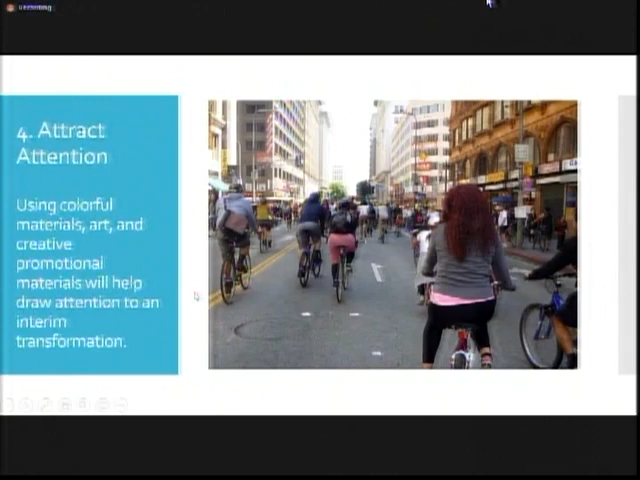 4. Attract
Attention
Using colorful
materials, art, and
creative
promotional
materials will help
draw attention to an
interim
transformation.